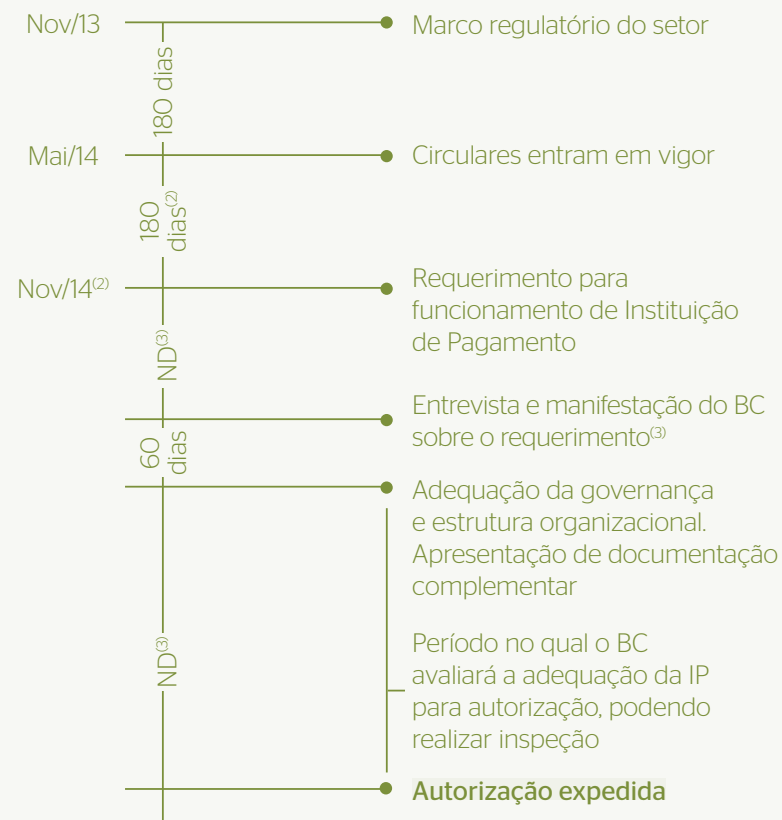 Nov/13
Marco regulatório do setor
180 dias
Mai/14
Circulares entram em vigor
180
dias(2)
Nov/14(2)
Requerimento para
funcionamento de Instituição
de Pagamento
ND(3)
Entrevista e manifestação do BC
sobre o requerimento(3)
60
dias
Adequação da governança
e estrutura organizacional.
Apresentação de documentação
complementar
ND(3)
Período no qual o BC
avaliará a adequação da IP
para autorização, podendo
realizar inspeção
Autorização expedida